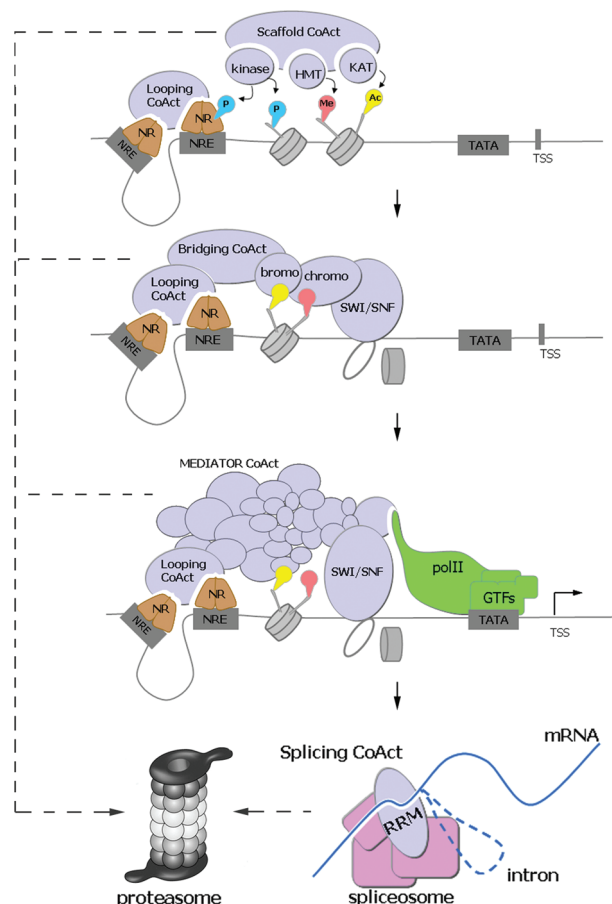 Scaffold CoAct
kinase
HMT
KAT
Looping
CoAct
P
P
Me
Ac
NR
NR
NRE
NRE
TATA
TSS
Bridging CoAct
bromo
chromo
Looping
CoAct
SWI/SNF
NR
NR
NRE
NRE
TATA
TSS
MEDIATOR CoAct
Looping
CoAct
SWI/SNF
polII
GTFs
NR
NR
NRE
NRE
TATA
TSS
mRNA
Splicing CoAct
RRM
intron
proteasome
spliceosome